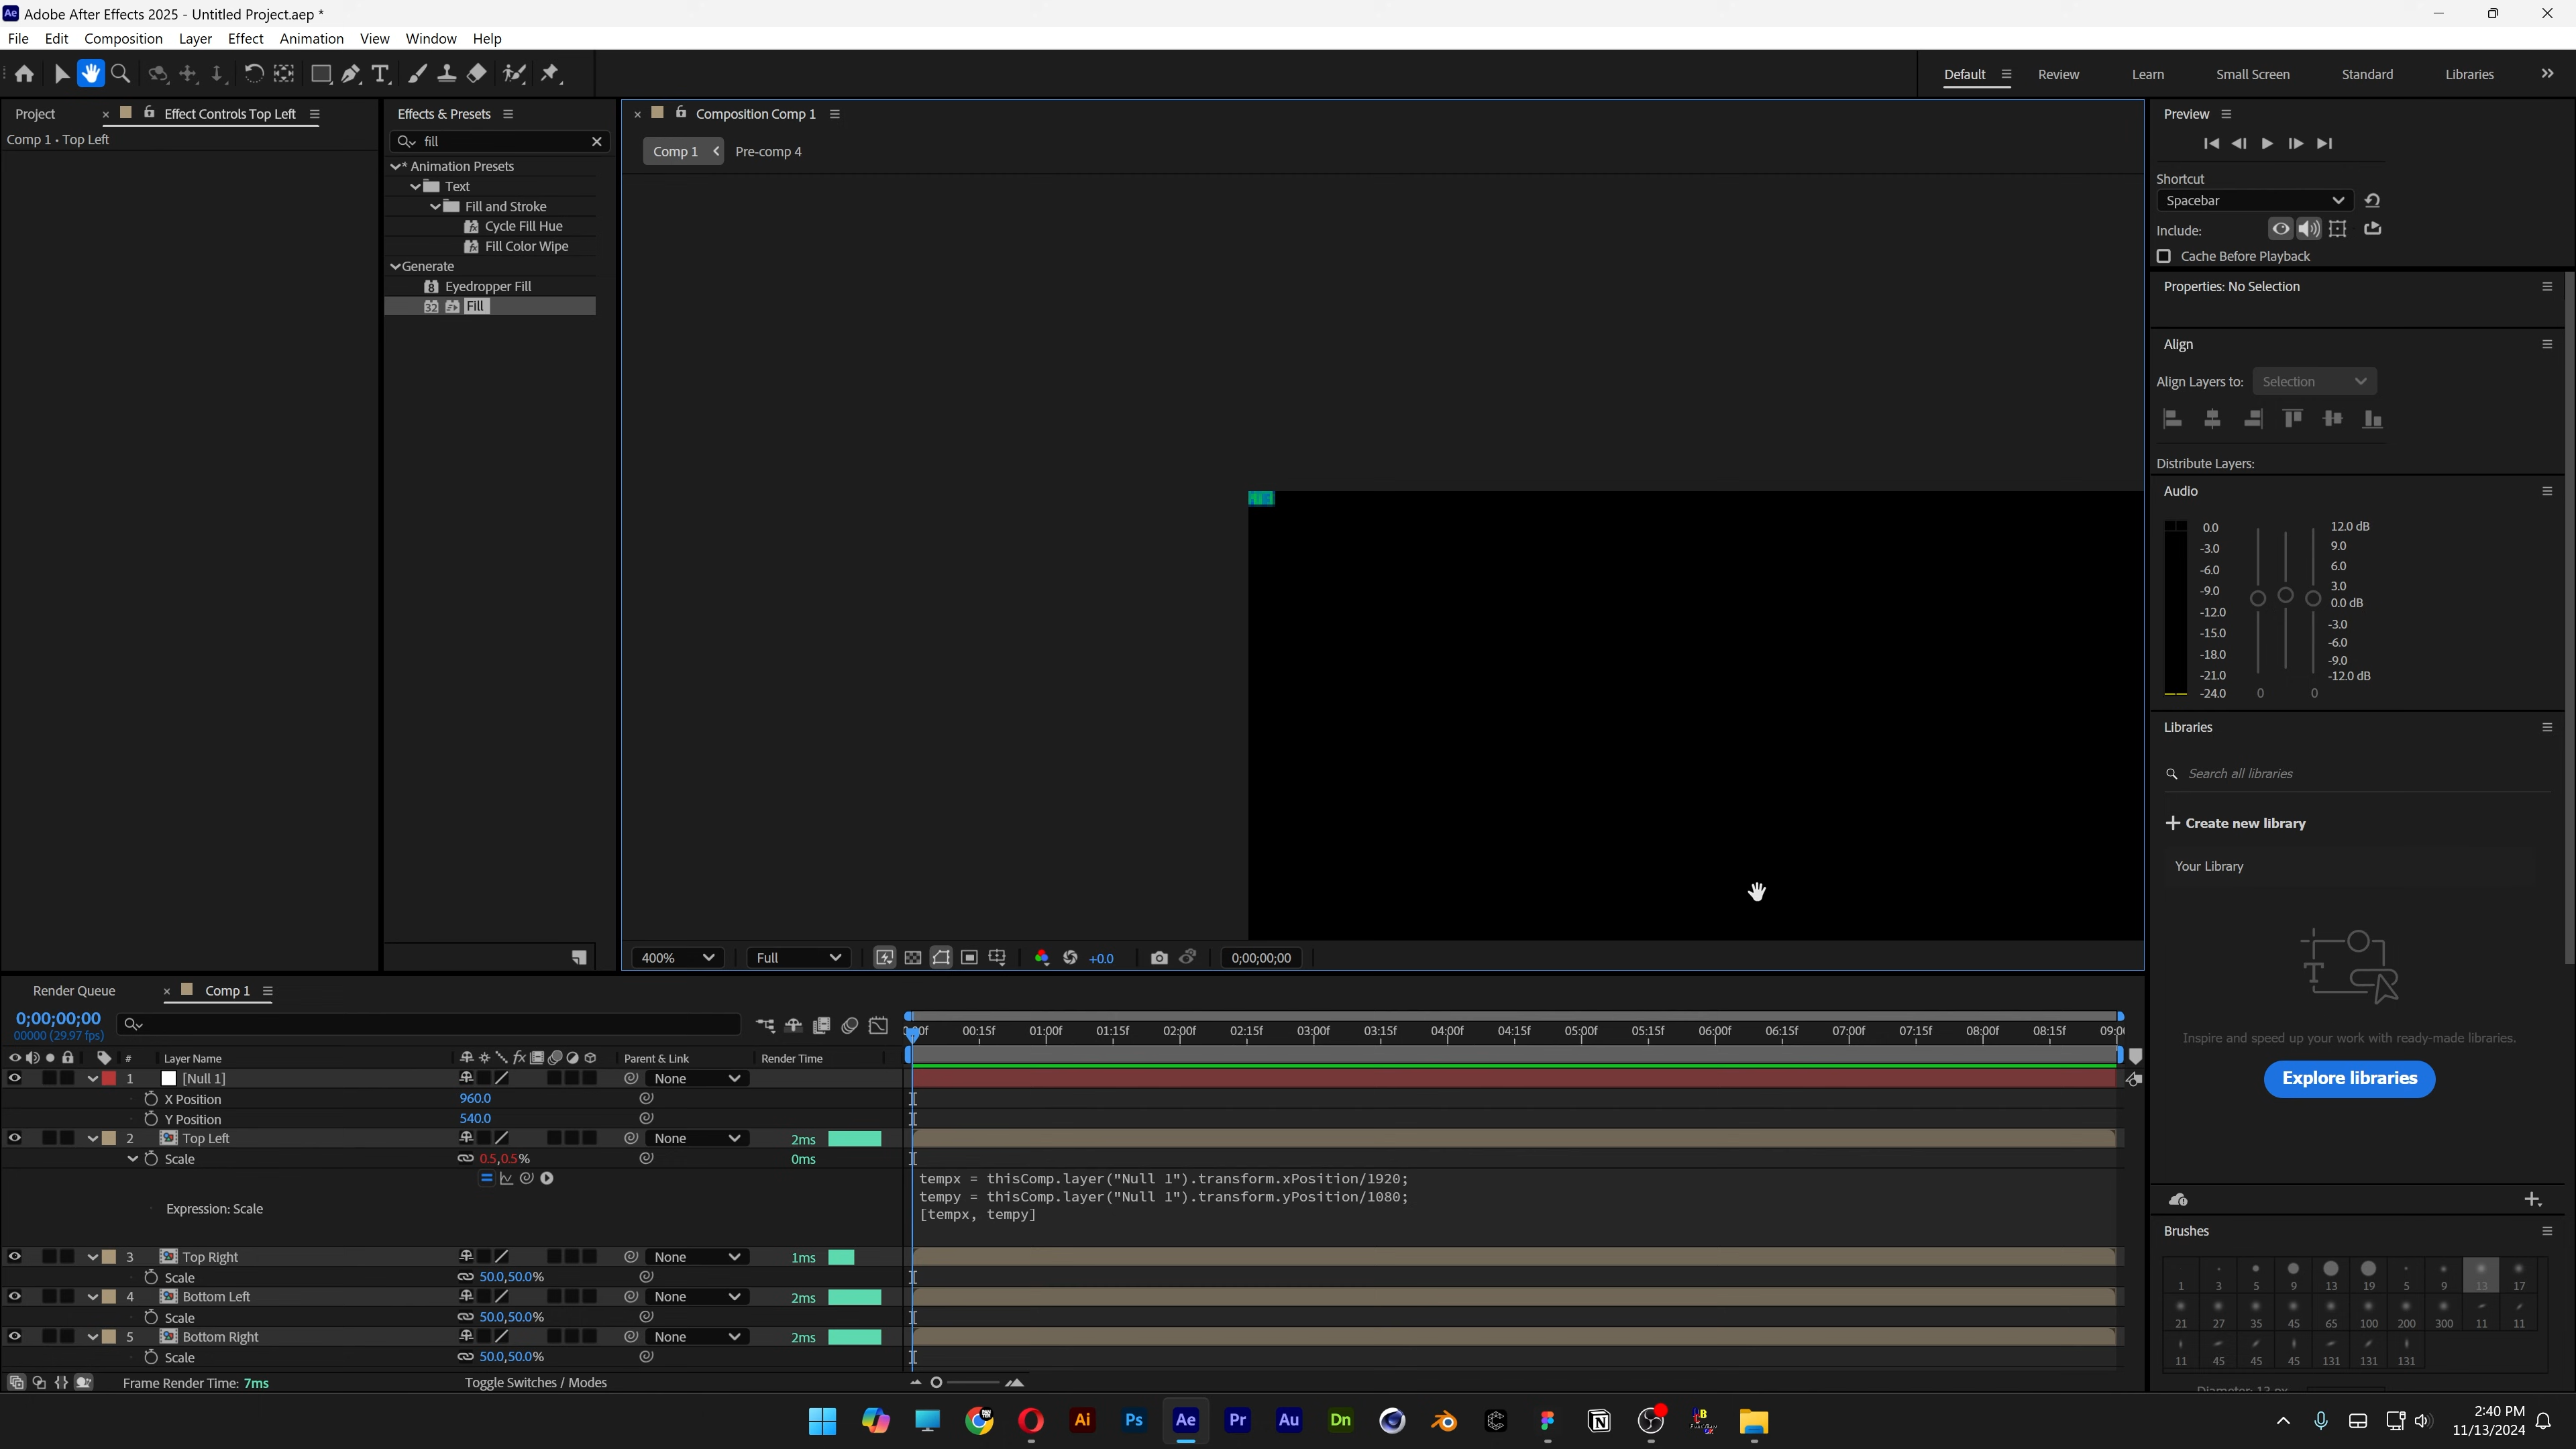 Adobe After Effects 2025 - Untitled Project.aep *
File Edit Composition Layer Effect Animation View Window Help
Default Review Learn Small Screen Standard Libraries
Project Effect Controls Top Left
Comp 1 • Top Left
Effects & Presets
fill
* Animation Presets
Text
Fill and Stroke
Cycle Fill Hue
Fill Color Wipe
Generate
Eyedropper Fill
Fill
Composition Comp 1
Comp 1 Pre-comp 4
400% Full +0.0 0;00;00;00
Preview
Shortcut
Spacebar
Include:
Cache Before Playback
Properties: No Selection
Align
Align Layers to: Selection
Distribute Layers:
Audio
0.0 12.0 dB
-3.0 9.0
-6.0 6.0
-9.0 3.0
-12.0 0.0 dB
-15.0 -3.0
-18.0 -6.0
-21.0 -9.0
-24.0 0 0 -12.0 dB
Libraries
Search all libraries
Create new library
Your Library
Inspire and speed up your work with ready-made libraries.
Explore libraries
Brushes
1 3 5 9 13 19 5 9 13 17
21 27 35 45 65 100 200 300 11 11
11 45 45 45 131 131 131
Render Queue Comp 1
0;00;00;00
00000 (29.97 fps)
00:15f 01:00f 01:15f 02:00f 02:15f 03:00f 03:15f 04:00f 04:15f 05:00f 05:15f 06:00f 06:15f 07:00f 07:15f 08:00f 08:15f
# Layer Name fx Parent & Link Render Time
1 [Null 1] None
X Position 960.0
Y Position 540.0
2 Top Left None 2ms
Scale 0.5,0.5% 0ms
Expression: Scale
tempx = thisComp.layer("Null 1").transform.xPosition/1920;
tempy = thisComp.layer("Null 1").transform.yPosition/1080;
[tempx, tempy]
3 Top Right None 1ms
Scale 50.0,50.0%
4 Bottom Left None 2ms
Scale 50.0,50.0%
5 Bottom Right None 2ms
Scale 50.0,50.0%
Frame Render Time: 7ms Toggle Switches / Modes
Ai Ps Ae Pr Au Dn
2:40 PM
11/13/2024